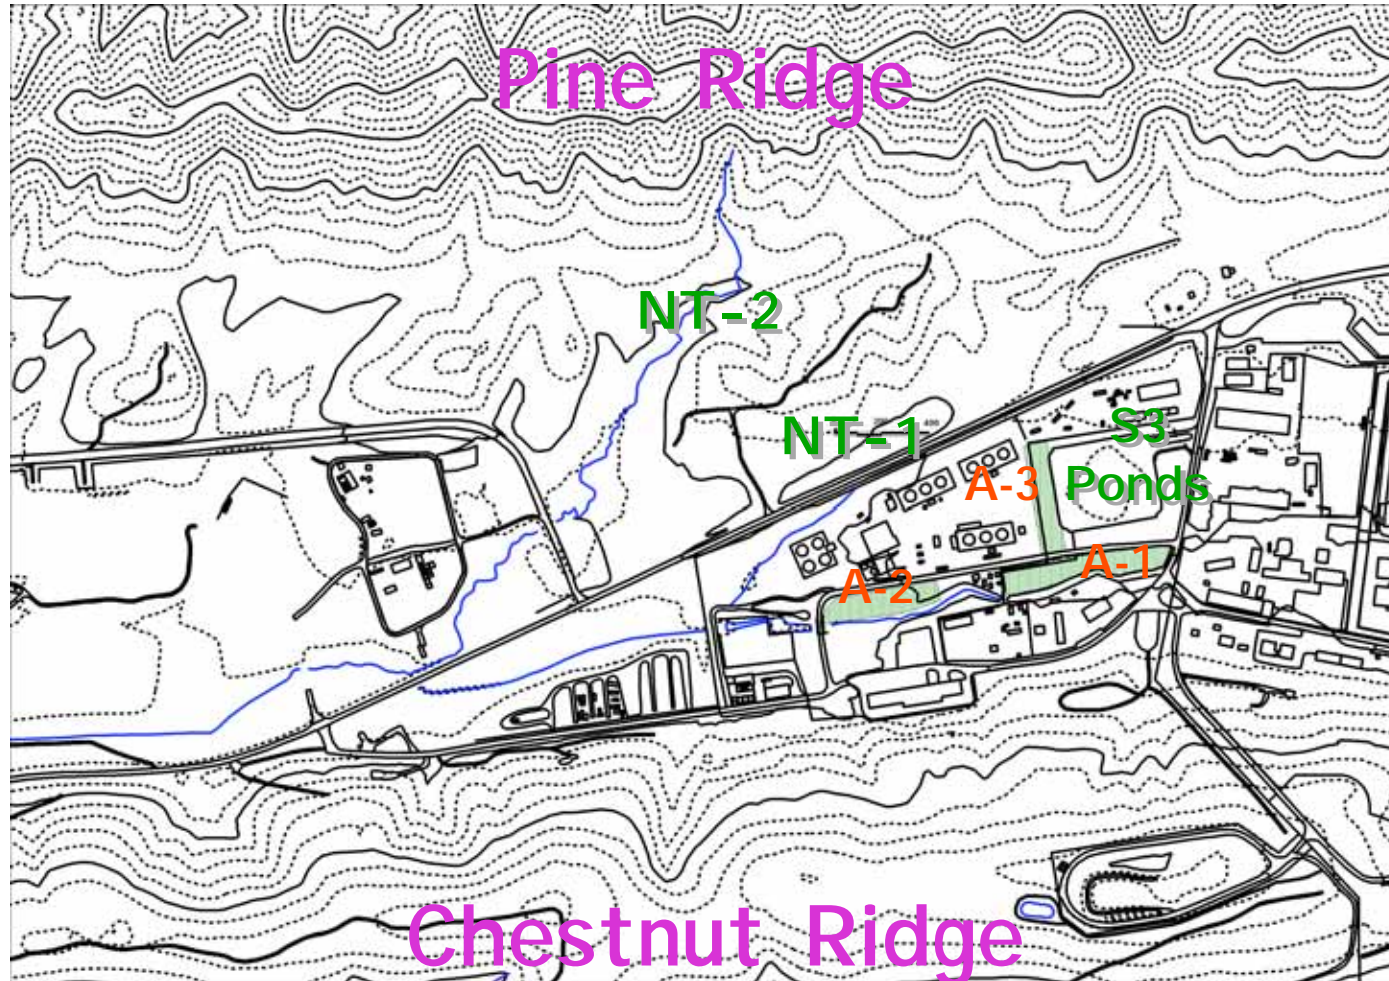 Pine Ridge
NT-2
NT-1
S3
Ponds
A-3
A-1
A-2
Chestnut Ridge